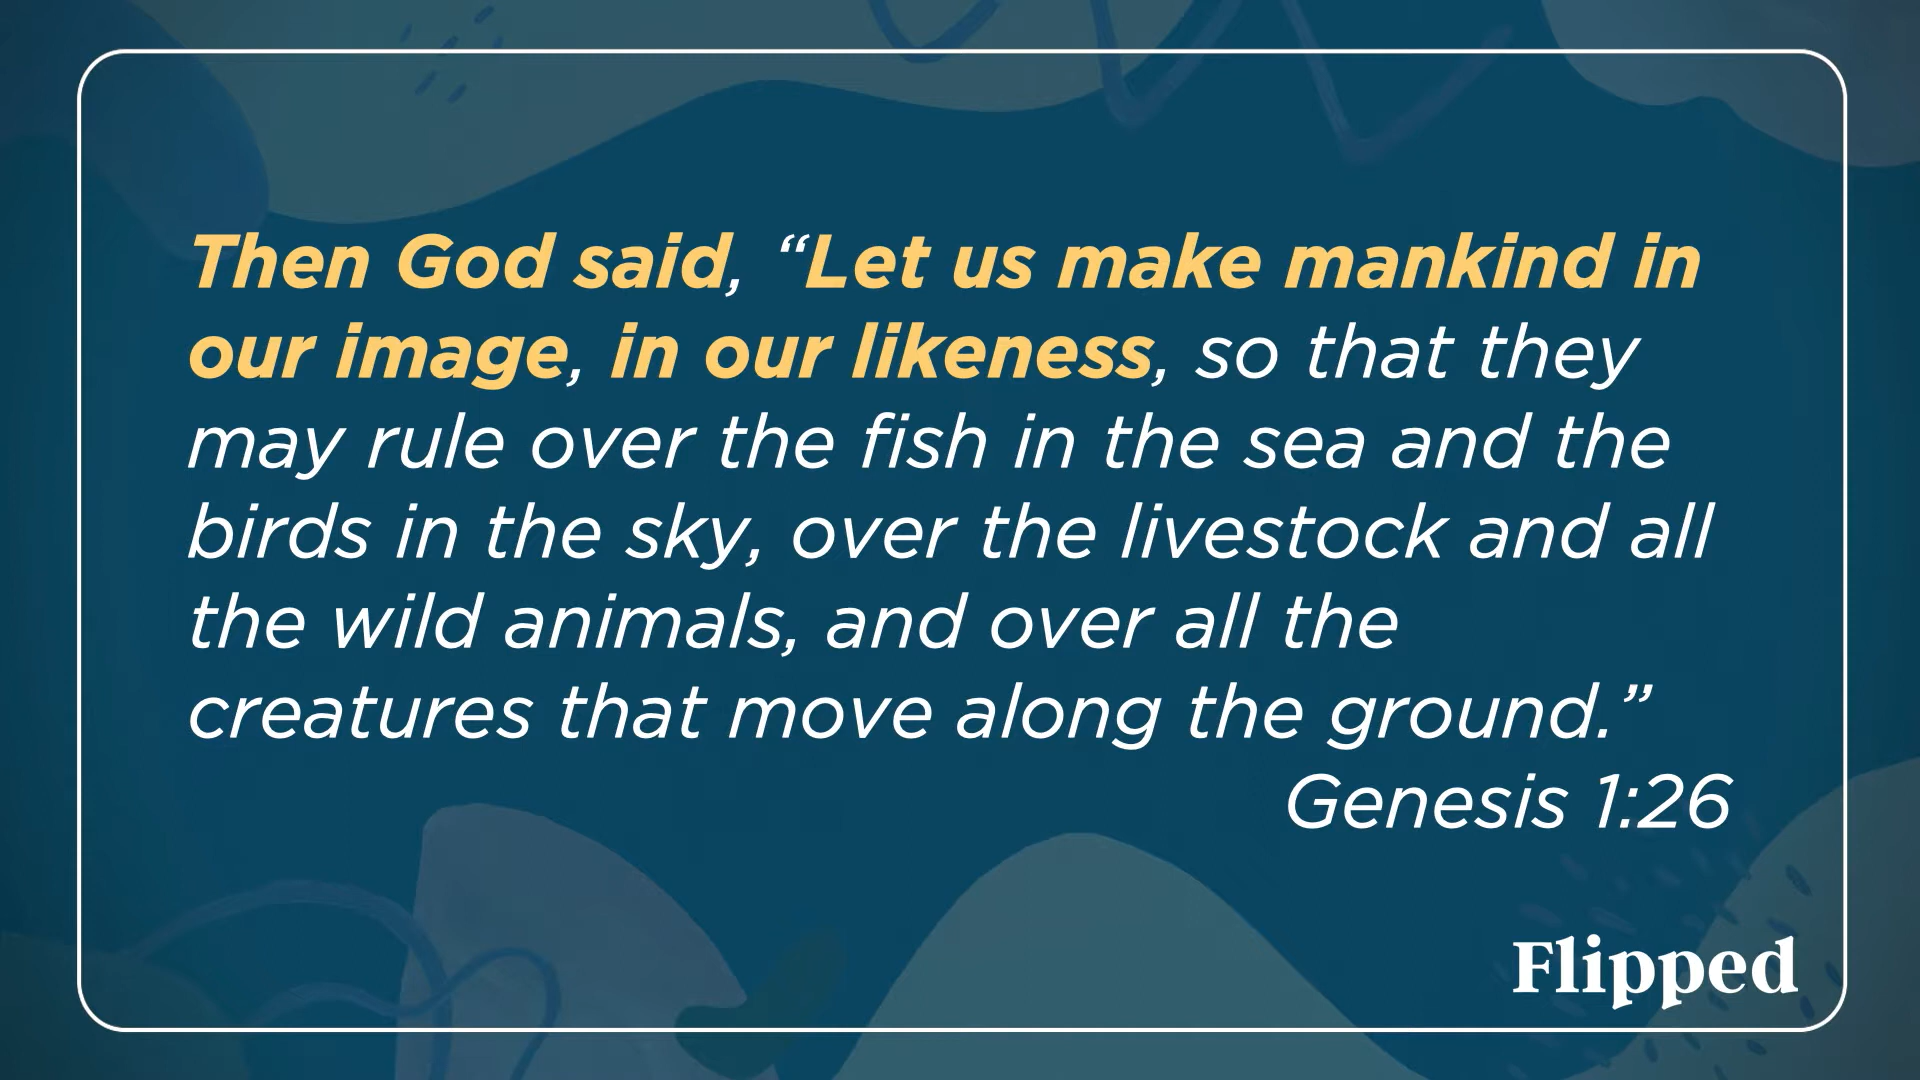 Then God said, “Let us make mankind in
our image, in our likeness, so that they
may rule over the fish in the sea and the
birds in the sky, over the livestock and all
the wild animals, and over all the
creatures that move along the ground.”
Genesis 1:26
Flipped